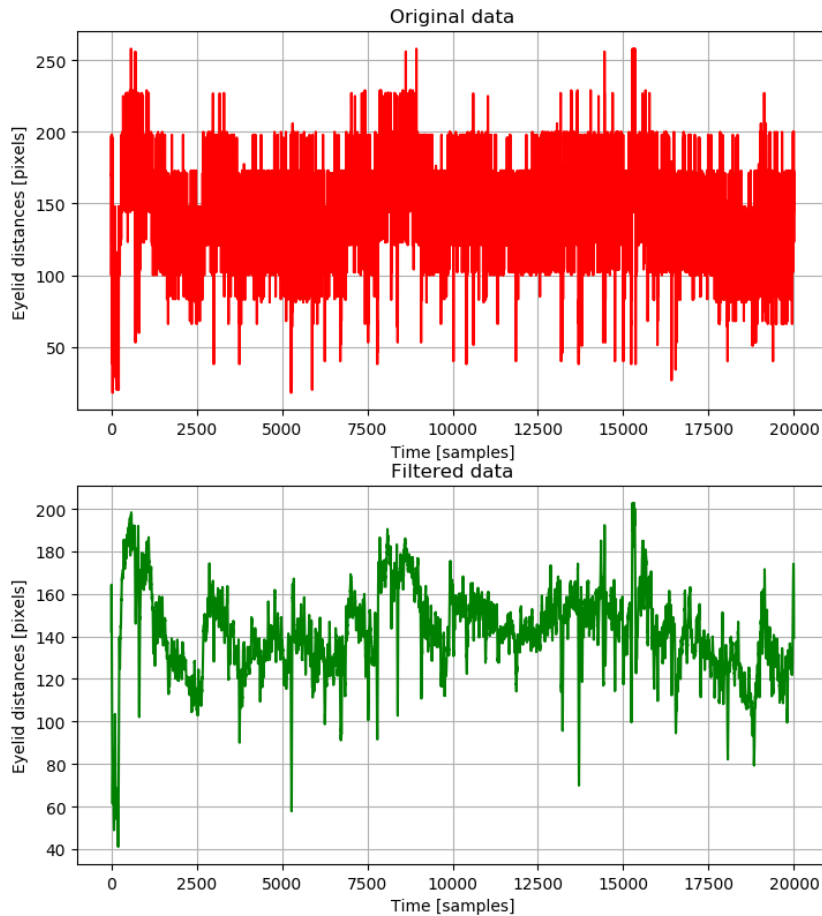 Original data
Eyelid distances [pixels]
250
200
150
100
50
0 2500 5000 7500 10000 12500 15000 17500 20000
Time [samples]
Filtered data
Eyelid distances [pixels]
200
180
160
140
120
100
80
60
40
0 2500 5000 7500 10000 12500 15000 17500 20000
Time [samples]